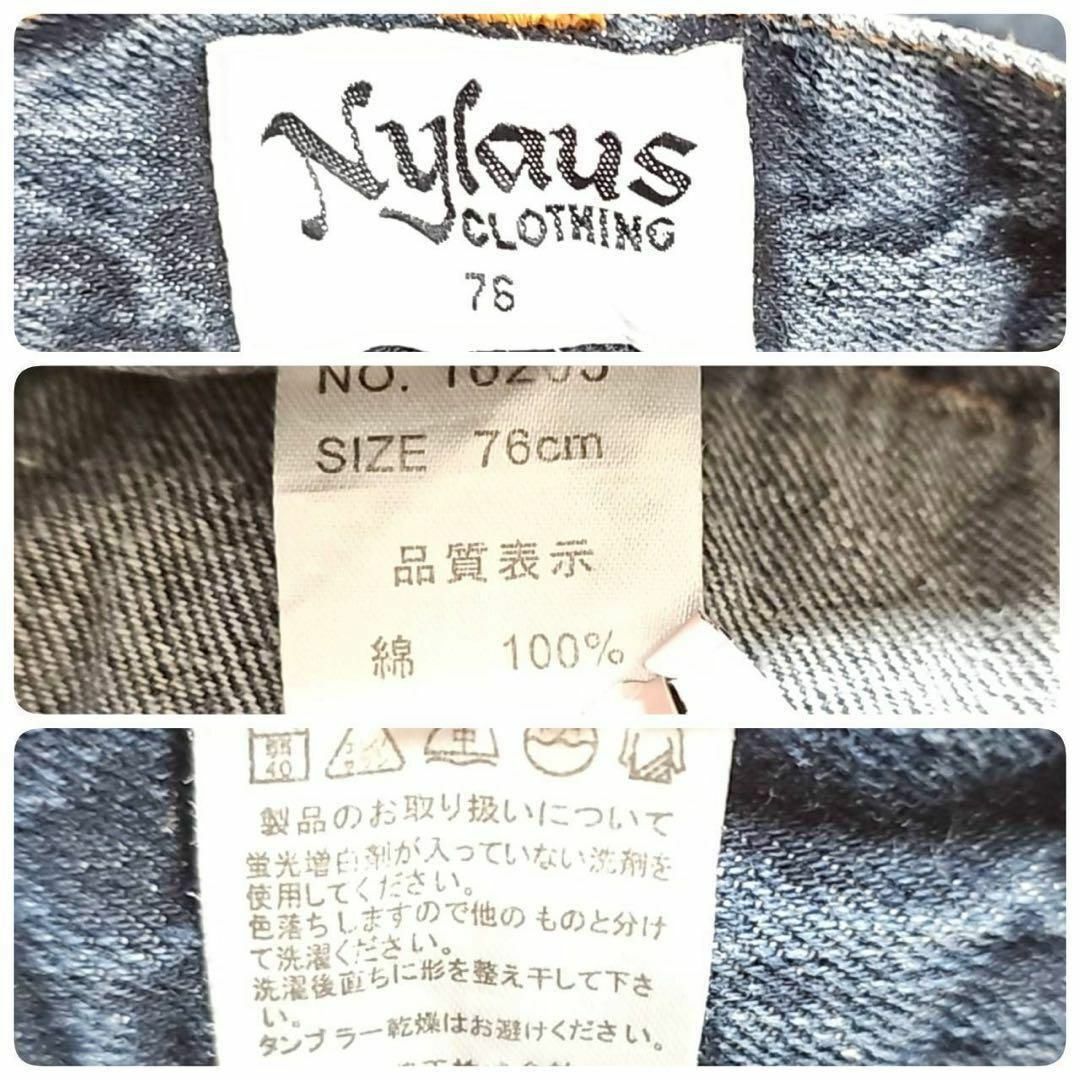 Nylaus
CLOTHING
76
NO. 16205
SIZE 76cm
品質表示
綿 100%
40
製品のお取り扱いについて
蛍光増白剤が入っていない洗剤を
使用してください。
色落ちしますので他のものと分け
て洗濯ください。
洗濯後直ちに形を整え干して下さ
い。
タンブラー乾燥はお避けください。